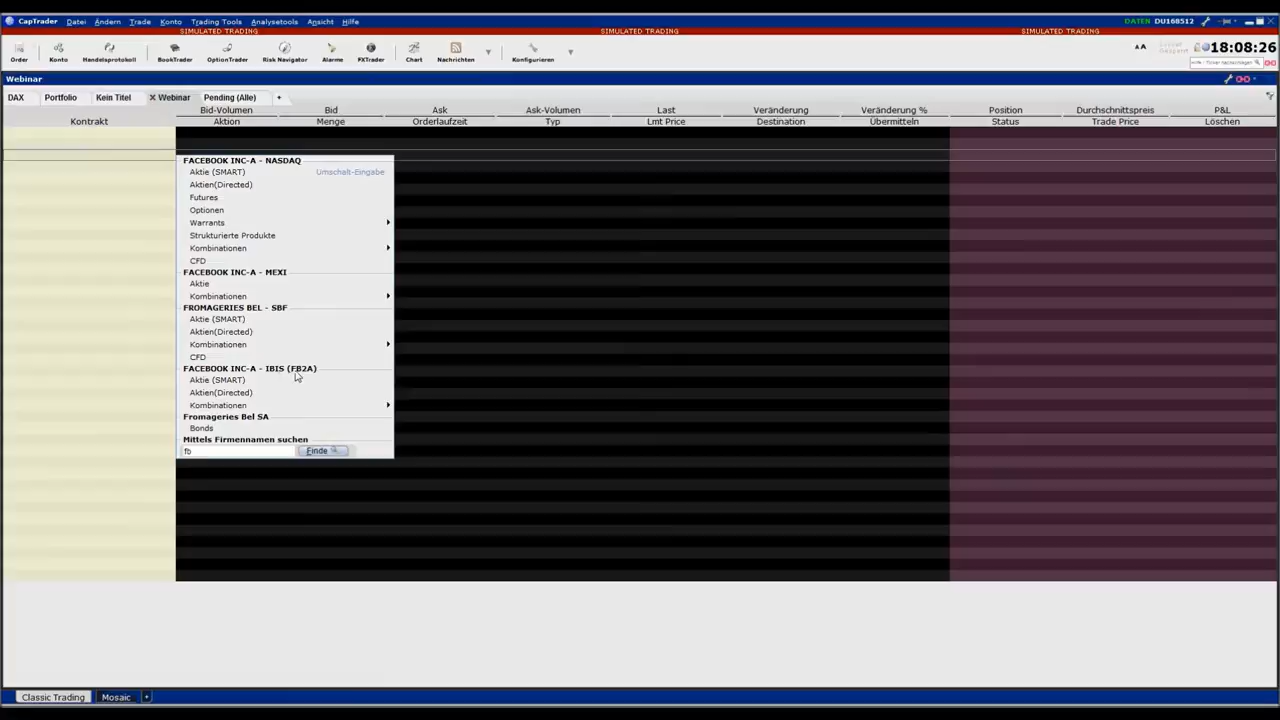 CapTrader Datei Ändern Trade Konto Trading Tools Analysetools Ansicht Hilfe DATEN DU168512
SIMULATED TRADING SIMULATED TRADING SIMULATED TRADING
Order Konto Handelsprotokoll BookTrader OptionTrader Risk Navigator Alarme FXTrader Chart Nachrichten Konfigurieren AA 18:08:26
Webinar
DAX Portfolio Kein Titel X Webinar Pending (Alle) +
Bid-Volumen Bid Ask Ask-Volumen Last Veränderung Veränderung % Position Durchschnittspreis P&L
Kontrakt Aktion Menge Orderlaufzeit Typ Lmt Price Destination Übermitteln Status Trade Price Löschen
FACEBOOK INC-A - NASDAQ
Aktie (SMART) Umschalt-Eingabe
Aktien(Directed)
Futures
Optionen
Warrants
Strukturierte Produkte
Kombinationen
CFD
FACEBOOK INC-A - MEXI
Aktie
Kombinationen
FROMAGERIES BEL - SBF
Aktie (SMART)
Aktien(Directed)
Kombinationen
CFD
FACEBOOK INC-A - IBIS (FB2A)
Aktie (SMART)
Aktien(Directed)
Kombinationen
Fromageries Bel SA
Bonds
Mittels Firmennamen suchen
fb Finde
Classic Trading Mosaic +